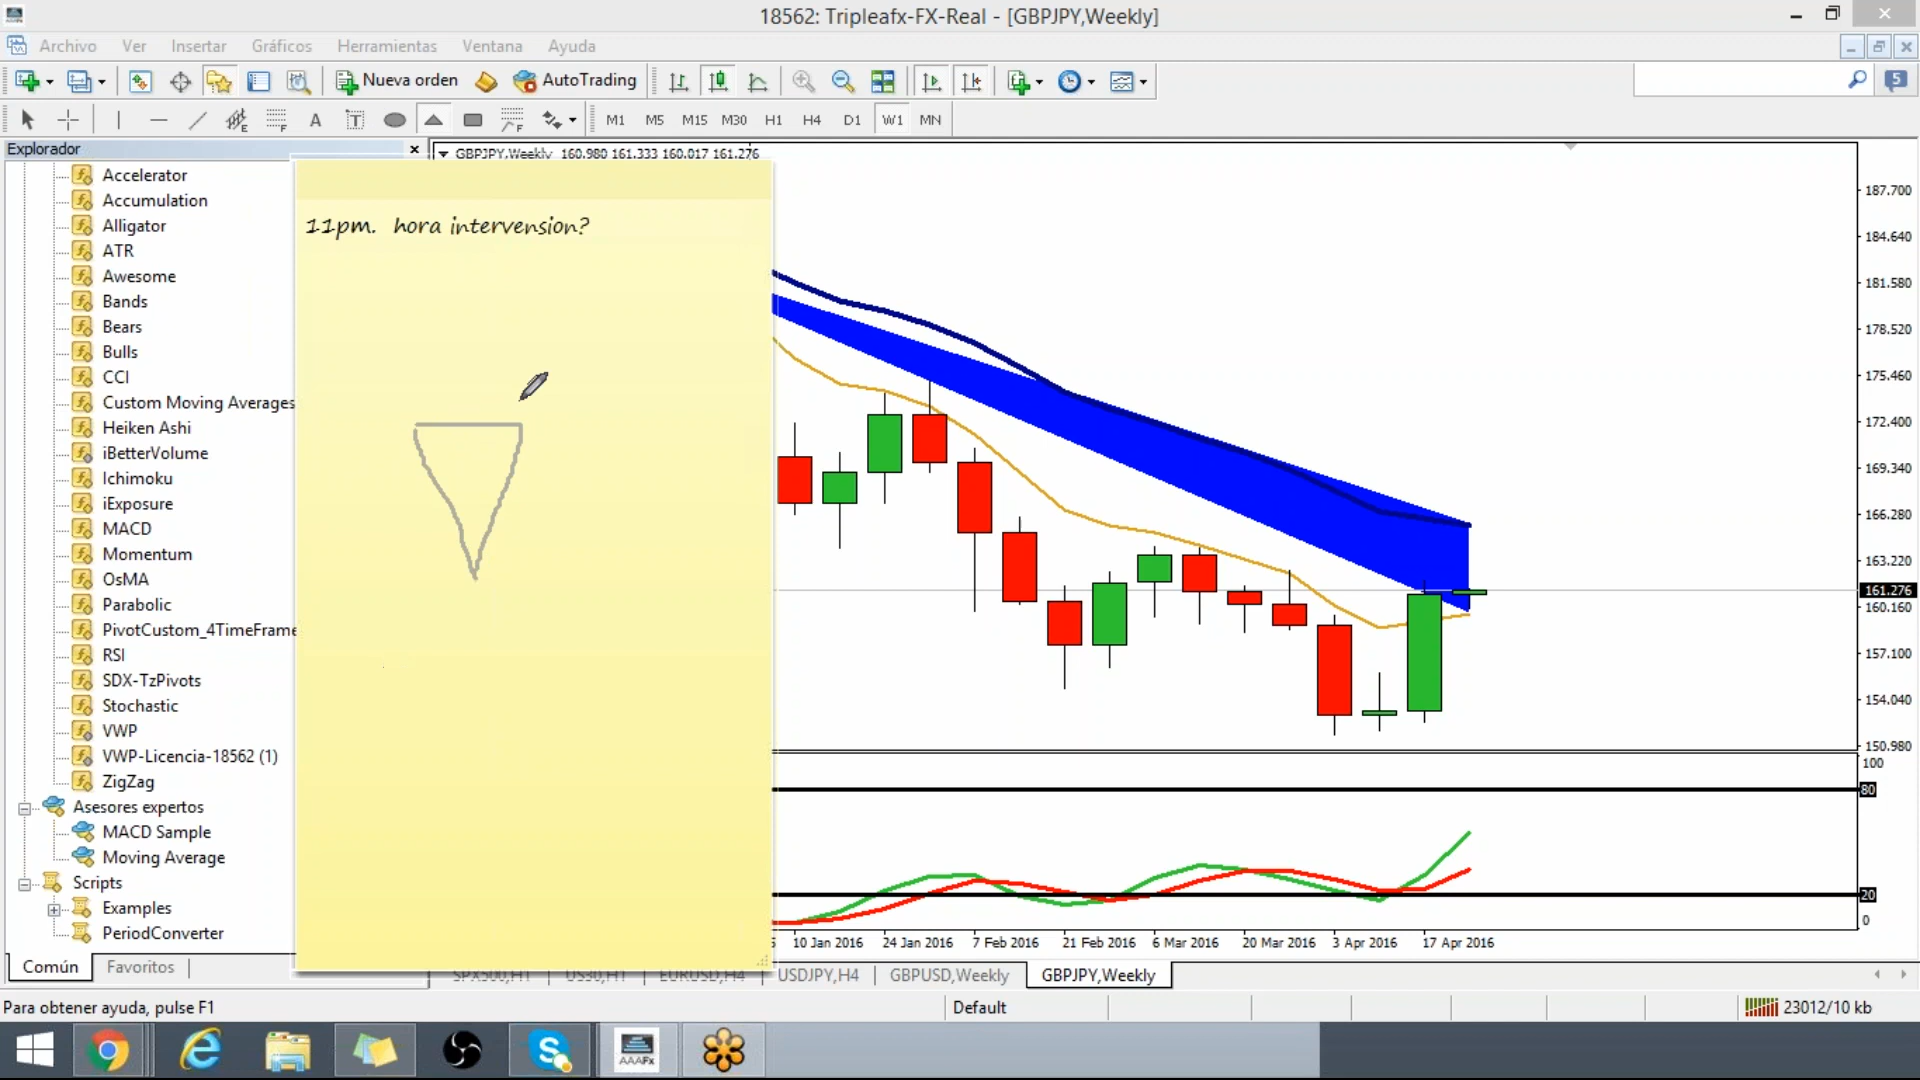 18562: Tripleafx-FX-Real - [GBPJPY,Weekly]
Archivo Ver Insertar Gráficos Herramientas Ventana Ayuda
Nueva orden AutoTrading 5
A T M1 M5 M15 M30 H1 H4 D1 W1 MN
Explorador
GBPJPY,Weekly 160.980 161.333 160.017 161.276
Accelerator
Accumulation
Alligator
ATR
Awesome
Bands
Bears
Bulls
CCI
Custom Moving Averages
Heiken Ashi
iBetterVolume
Ichimoku
iExposure
MACD
Momentum
OsMA
Parabolic
PivotCustom_4TimeFrame
RSI
SDX-TzPivots
Stochastic
VWP
VWP-Licencia-18562 (1)
ZigZag
Asesores expertos
MACD Sample
Moving Average
Scripts
Examples
PeriodConverter
Común Favoritos
11pm. hora intervension?
187.700
184.640
181.580
178.520
175.460
172.400
169.340
166.280
163.220
161.276
160.160
157.100
154.040
150.980
100
80
20
0
10 Jan 2016 24 Jan 2016 7 Feb 2016 21 Feb 2016 6 Mar 2016 20 Mar 2016 3 Apr 2016 17 Apr 2016
SPX500,H1 US30,H1 EURUSD,H4 USDJPY,H4 GBPUSD,Weekly GBPJPY,Weekly
Para obtener ayuda, pulse F1 Default 23012/10 kb
AAAFx